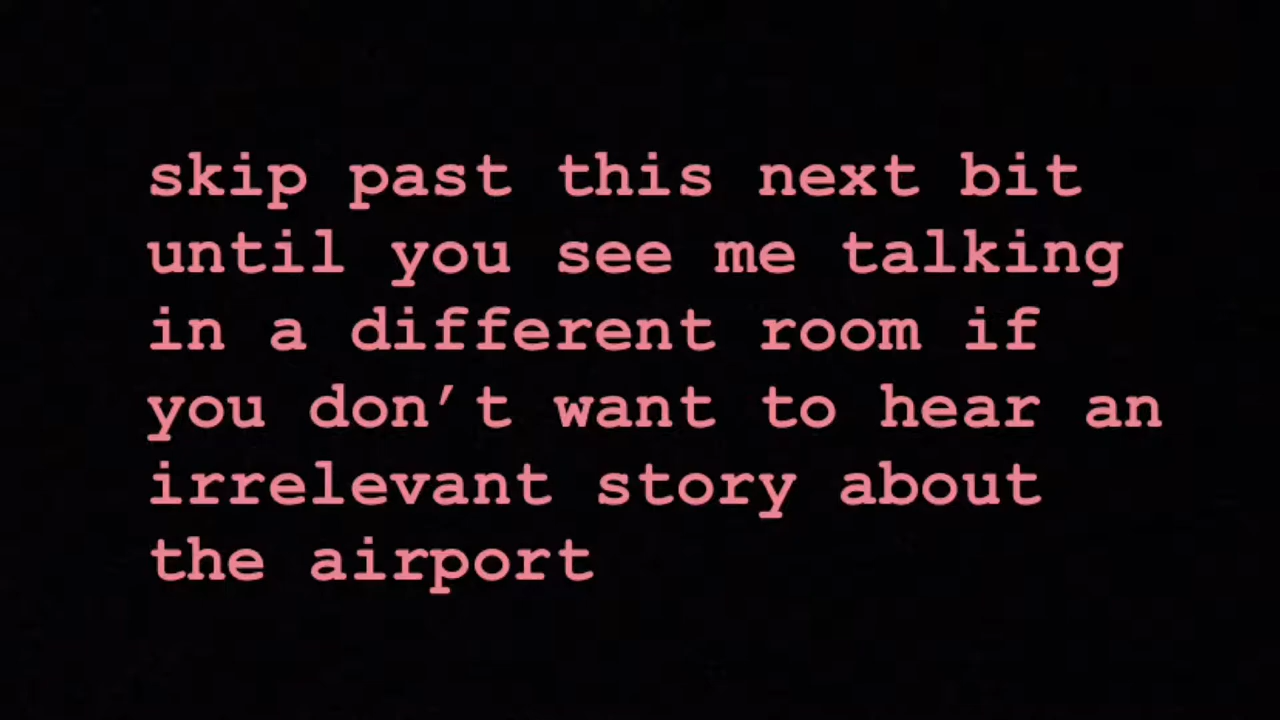 skip past this next bit
until you see me talking
in a different room if
you don’t want to hear an
irrelevant story about
the airport